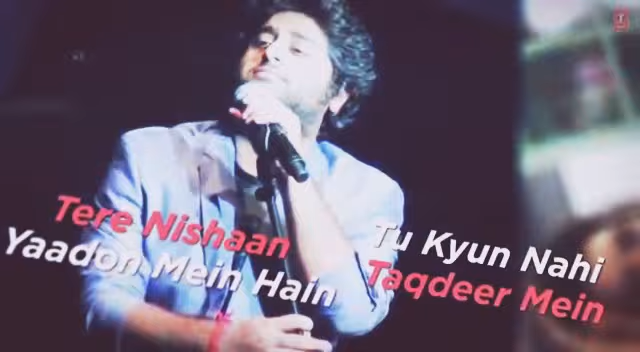 Tere Nishaan
Yaadon Mein Hain
Tu Kyun Nahi
Taqdeer Mein